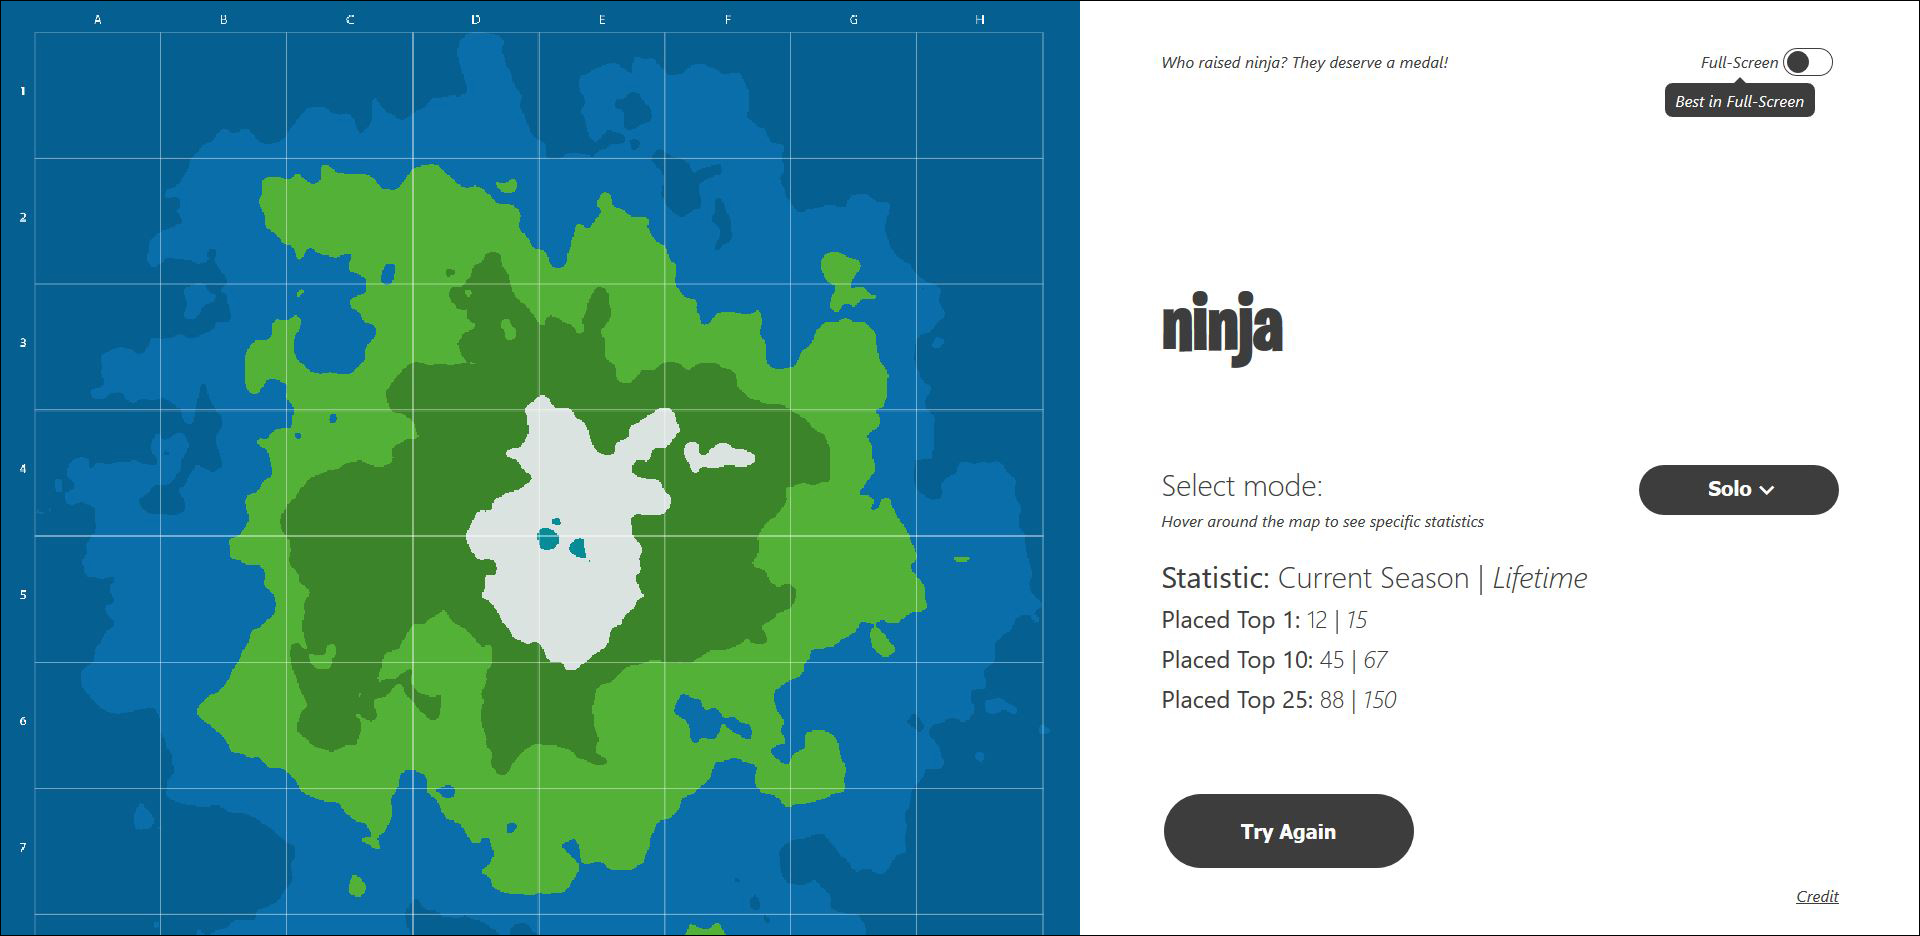 A B C D E F G H
1
2
3
4
5
6
7
Who raised ninja? They deserve a medal!
Full-Screen
Best in Full-Screen
ninja
Select mode:
Solo
Hover around the map to see specific statistics
Statistic: Current Season | Lifetime
Placed Top 1: 12 | 15
Placed Top 10: 45 | 67
Placed Top 25: 88 | 150
Try Again
Credit